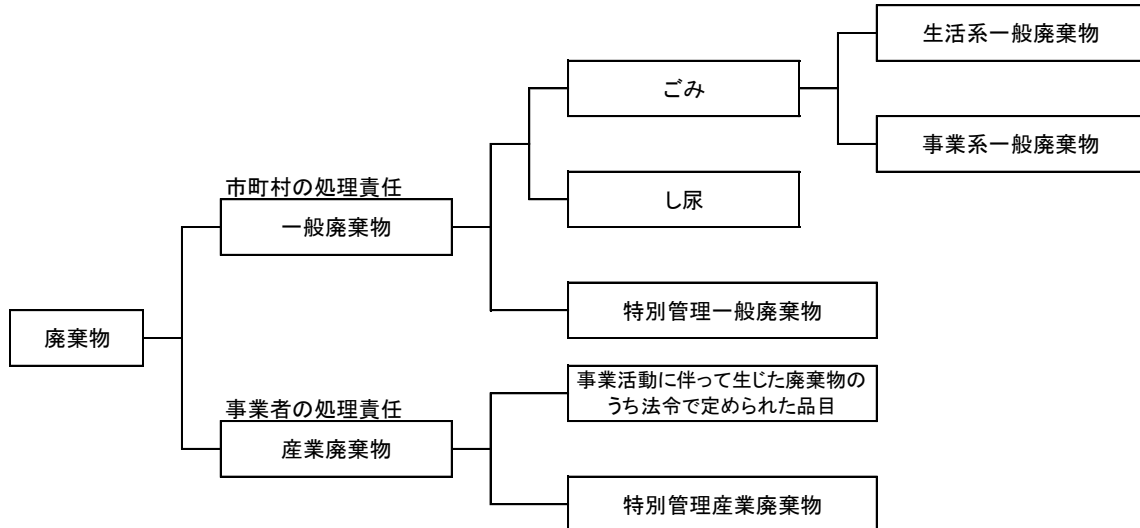 生活系一般廃棄物
ごみ
事業系一般廃棄物
市町村の処理責任
一般廃棄物
し尿
特別管理一般廃棄物
廃棄物
事業活動に伴って生じた廃棄物の
うち法令で定められた品目
事業者の処理責任
産業廃棄物
特別管理産業廃棄物